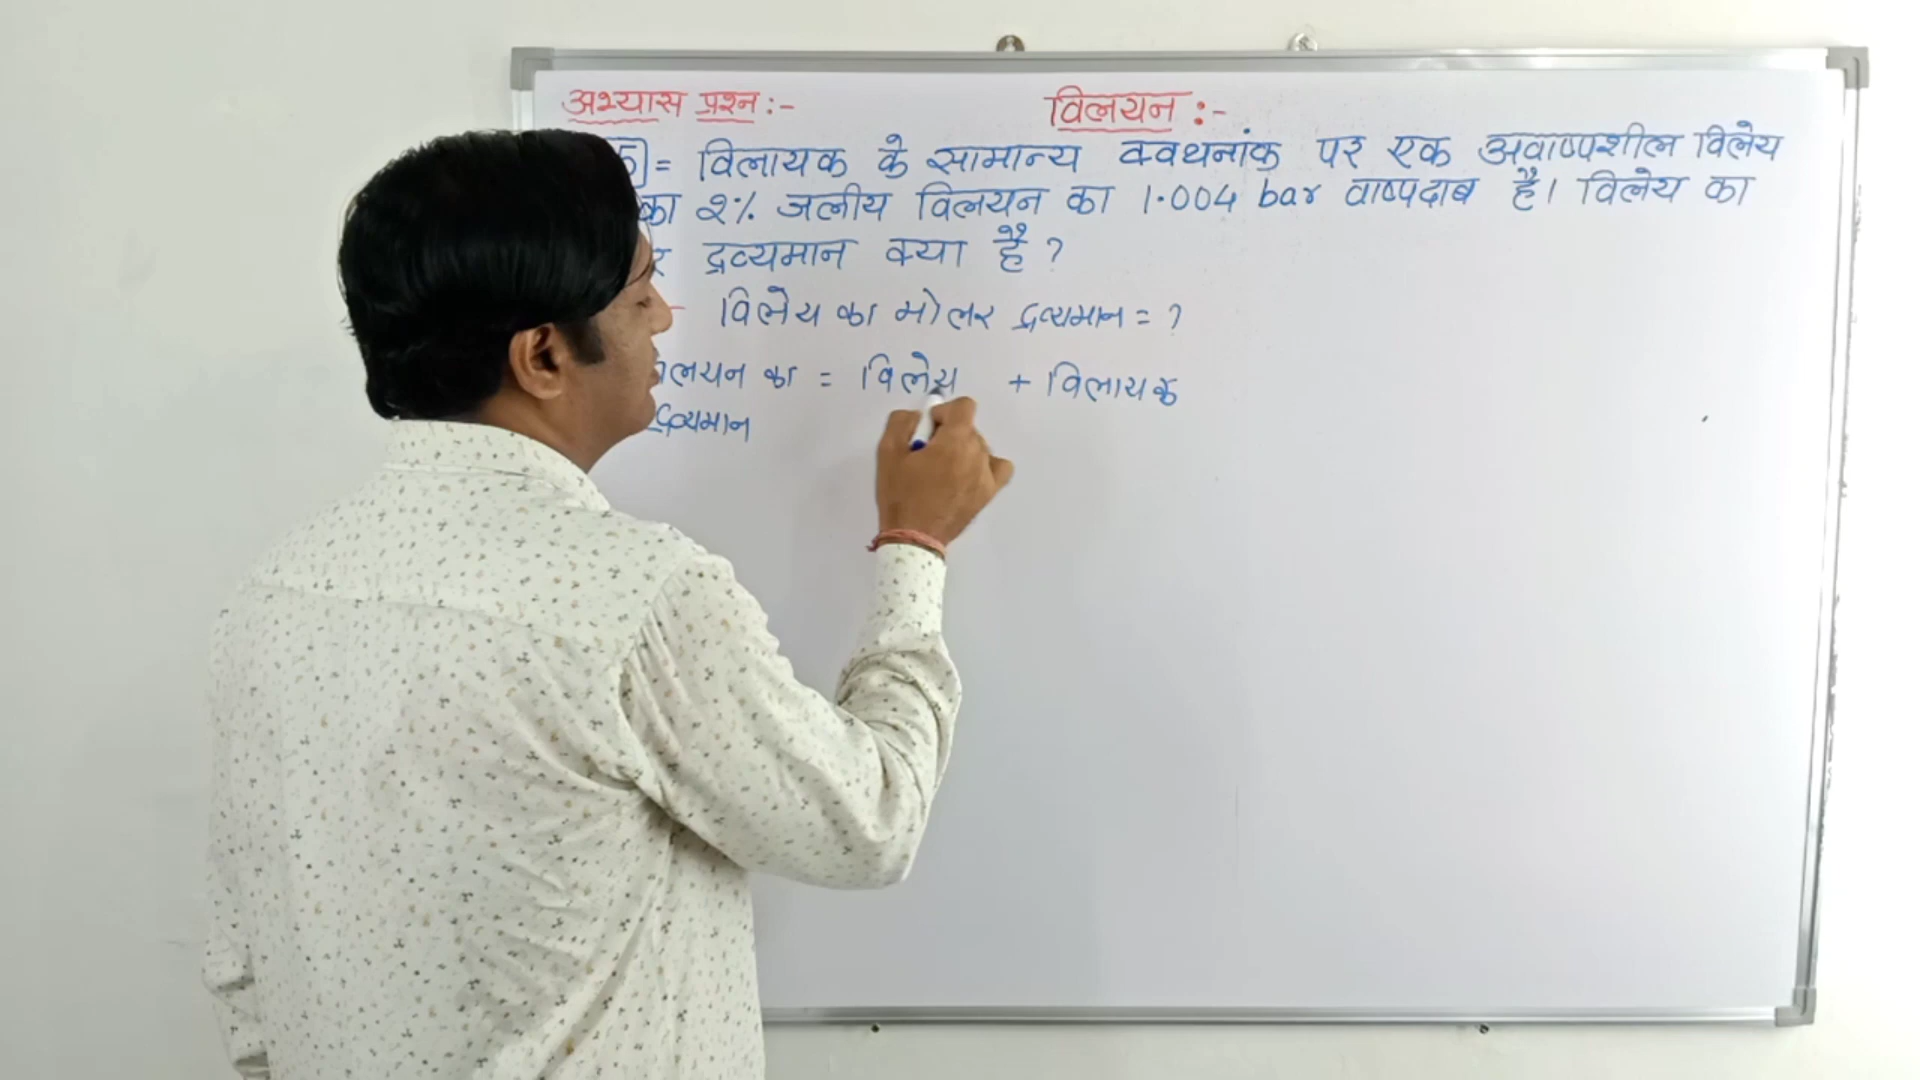 अभ्यास प्रश्न :- विलयन :-
= विलायक के सामान्य क्वथनांक पर एक अवाष्पशील विलेय
का 2% जलीय विलयन का 1.004 bar वाष्पदाब है। विलेय का
द्रव्यमान क्या है ?
विलेय का मोलर द्रव्यमान = ?
का = विलेय + विलायक
द्रव्यमान